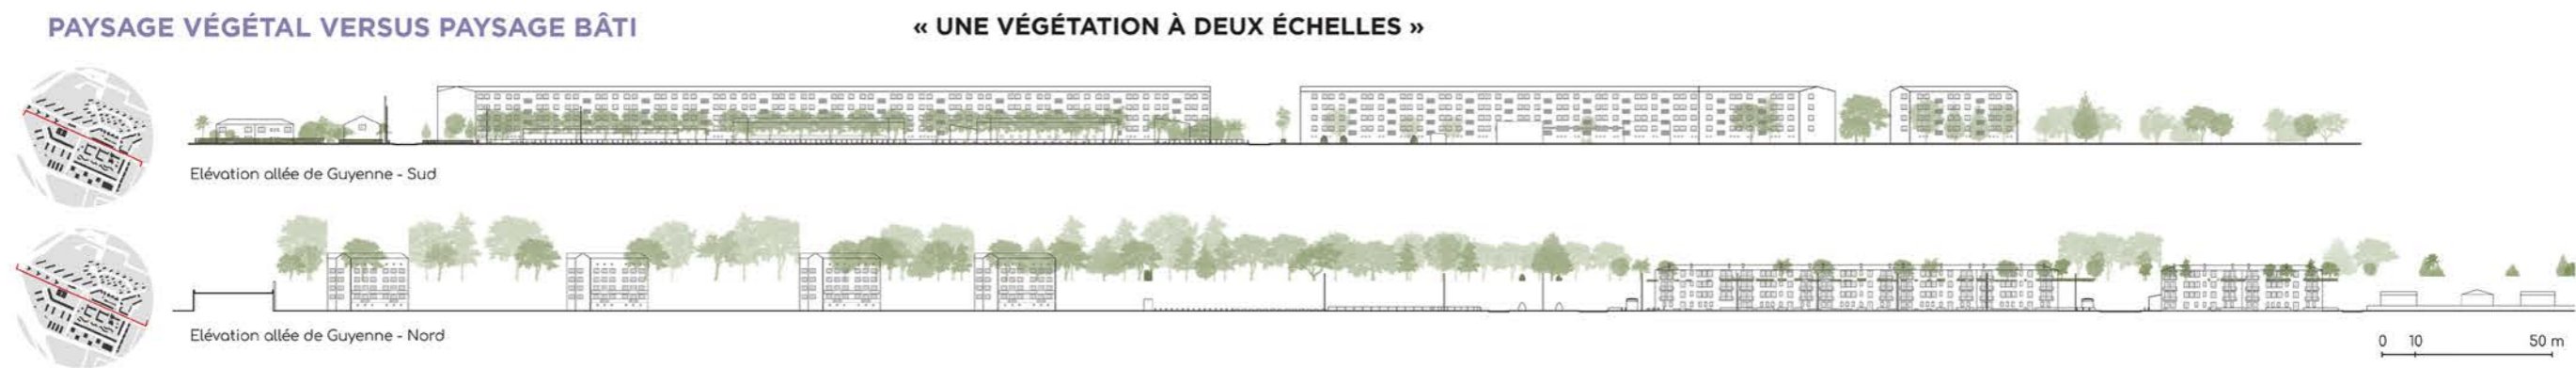 PAYSAGE VÉGÉTAL VERSUS PAYSAGE BÂTI
« UNE VÉGÉTATION À DEUX ÉCHELLES »
Elévation allée de Guyenne - Sud
Elévation allée de Guyenne - Nord
0 10 50 m